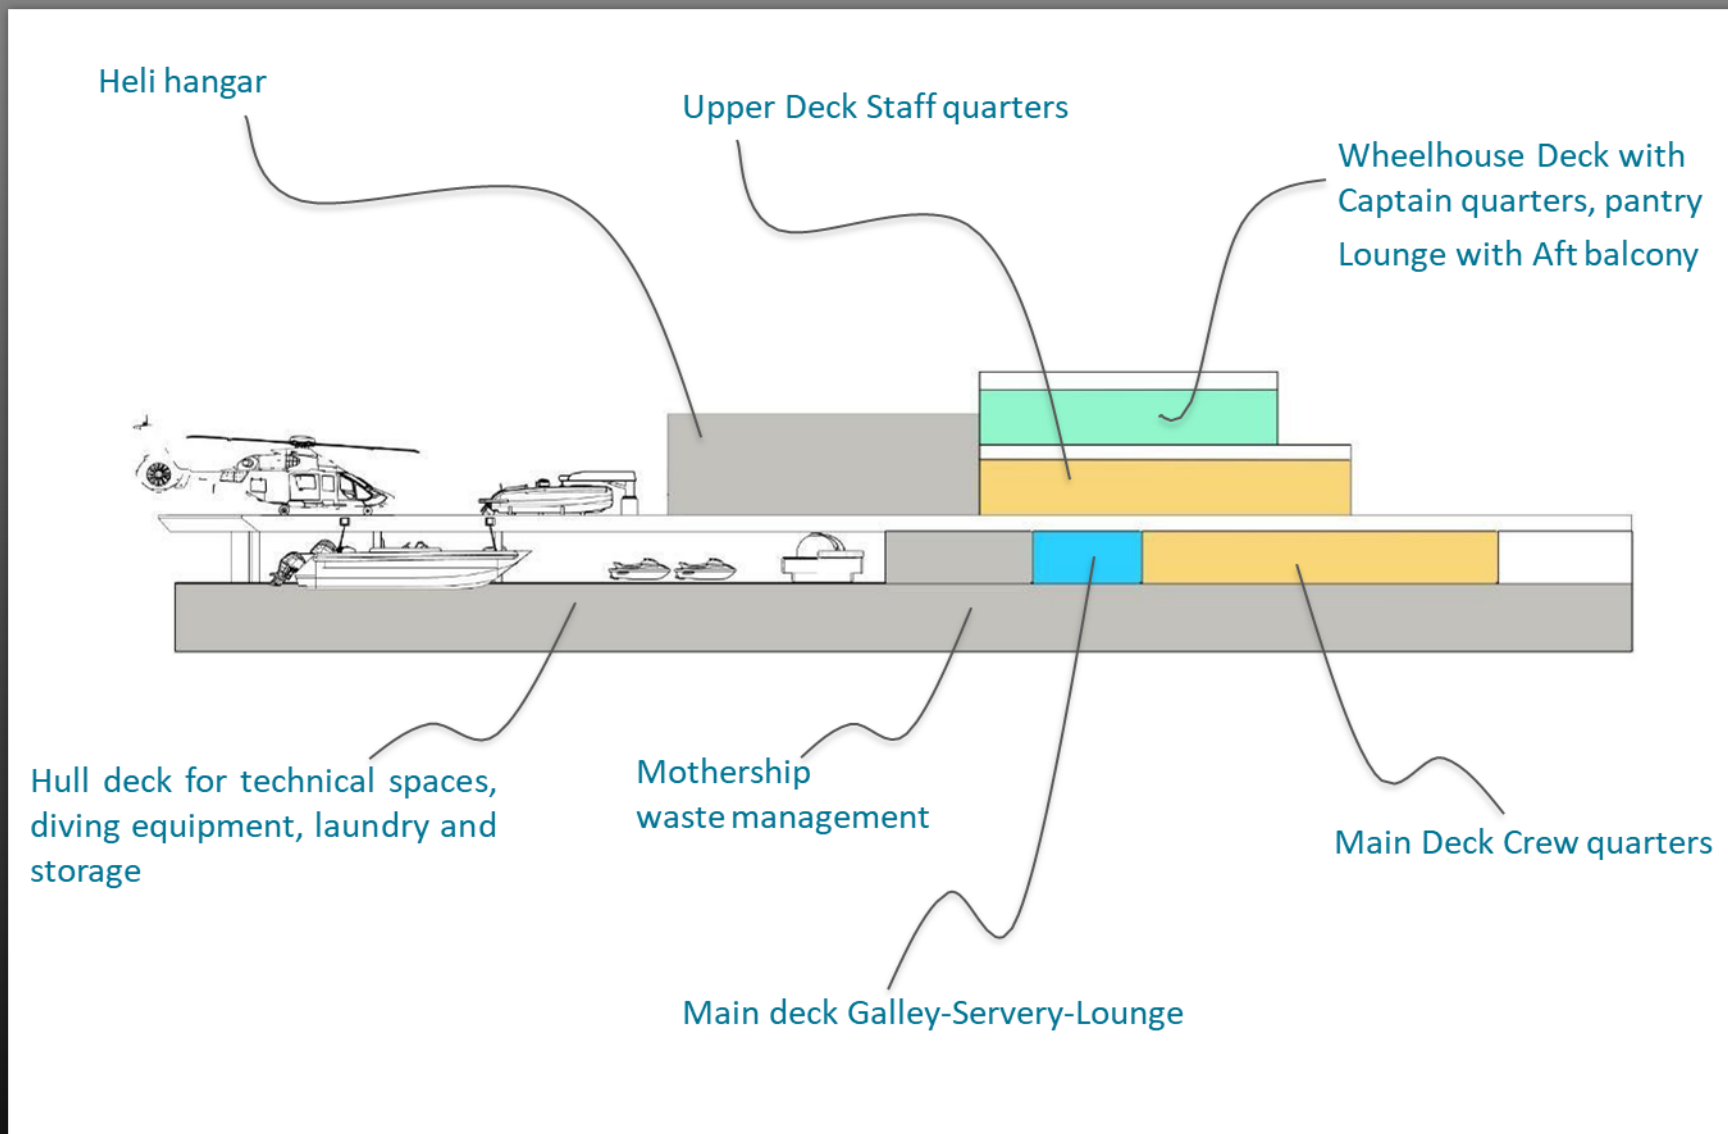 Heli hangar
Upper Deck Staff quarters
Wheelhouse Deck with
Captain quarters, pantry
Lounge with Aft balcony
Hull deck for technical spaces,
diving equipment, laundry and
storage
Mothership
waste management
Main Deck Crew quarters
Main deck Galley-Servery-Lounge